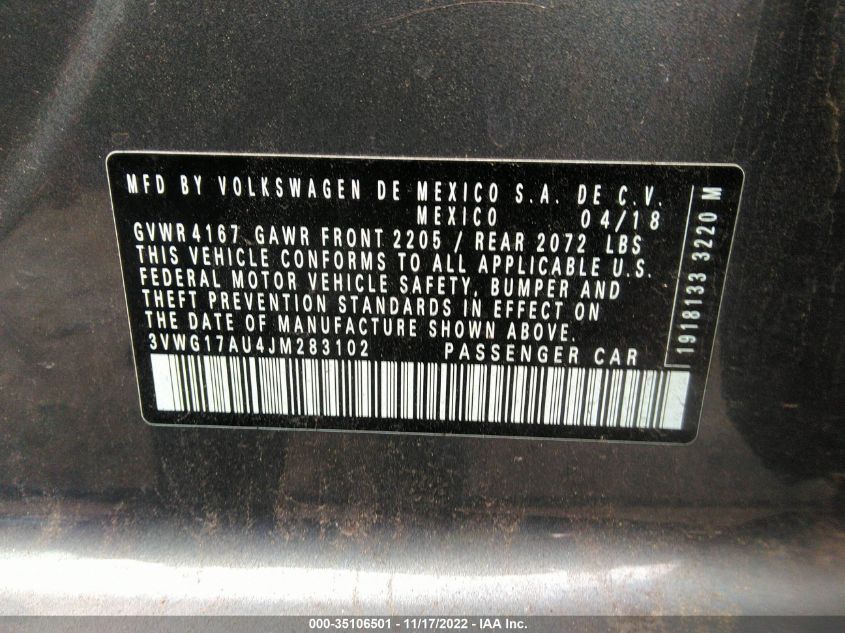 MFD BY VOLKSWAGEN DE MEXICO S.A. DE C.V.
MEXICO 04/18
GVWR 4167 GAWR FRONT 2205 / REAR 2072 LBS
THIS VEHICLE CONFORMS TO ALL APPLICABLE U.S.
FEDERAL MOTOR VEHICLE SAFETY, BUMPER AND
THEFT PREVENTION STANDARDS IN EFFECT ON
THE DATE OF MANUFACTURE SHOWN ABOVE.
3VWG17AU4JM283102 PASSENGER CAR
1918133 3220 M
000-35106501 - 11/17/2022 - IAA Inc.